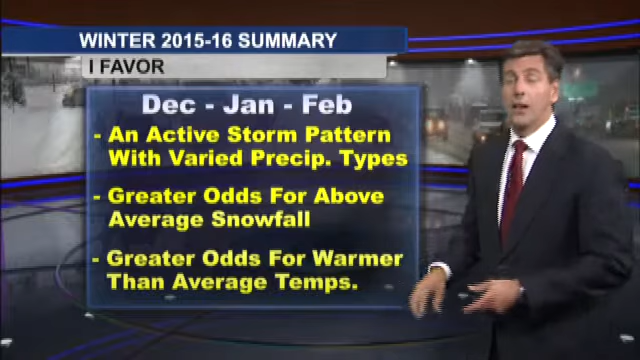 WINTER 2015-16 SUMMARY
I FAVOR
Dec - Jan - Feb
- An Active Storm Pattern
With Varied Precip. Types
- Greater Odds For Above
Average Snowfall
- Greater Odds For Warmer
Than Average Temps.